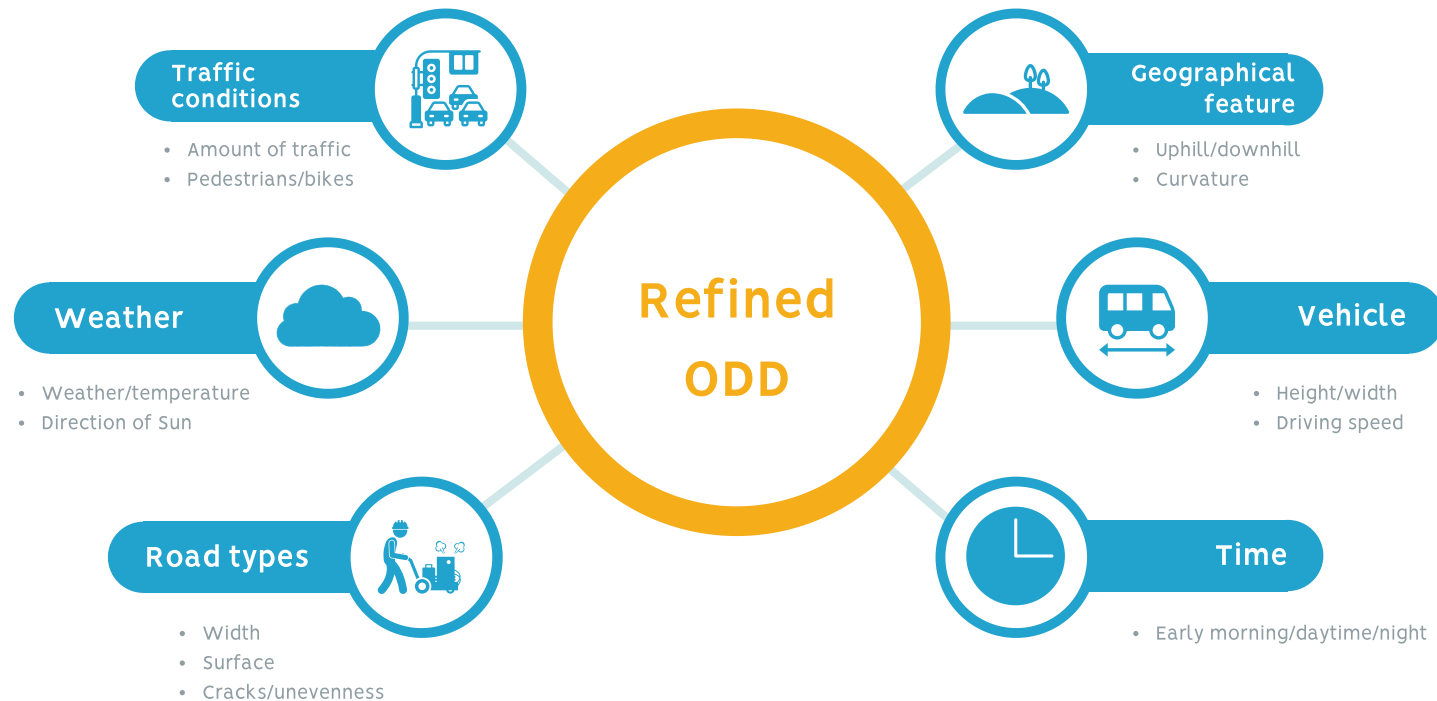 Traffic
conditions
• Amount of traffic
• Pedestrians/bikes
Weather
• Weather/temperature
• Direction of Sun
Road types
• Width
• Surface
• Cracks/unevenness
Refined
ODD
Geographical
feature
• Uphill/downhill
• Curvature
Vehicle
• Height/width
• Driving speed
Time
• Early morning/daytime/night